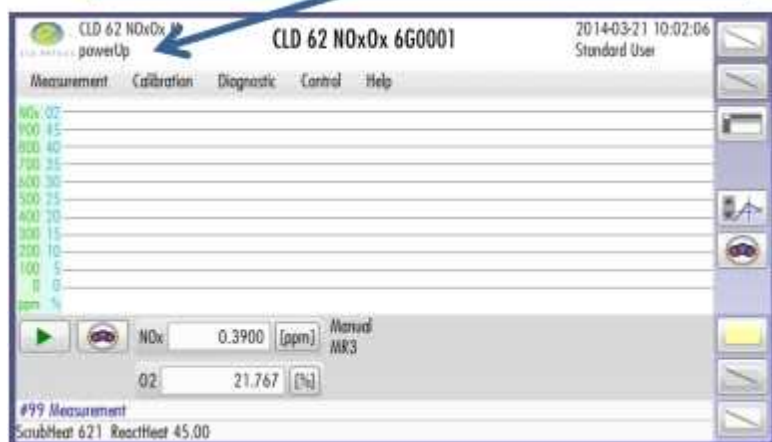 CLD 62 NOxOx
powerUp
CLD 62 NOxOx 6G0001
2014-03-21 10:02:06
Standard User
Measurement Calibration Diagnostic Control Help
NOx O2
900 45
800 40
700 35
600 30
500 25
400 20
300 15
200 10
100 5
0 0
ppm %
NOx 0.3900 [ppm] Manual
MR3
O2 21.767 [%]
#99 Measurement
ScubHeat 621 ReactHeat 45.00